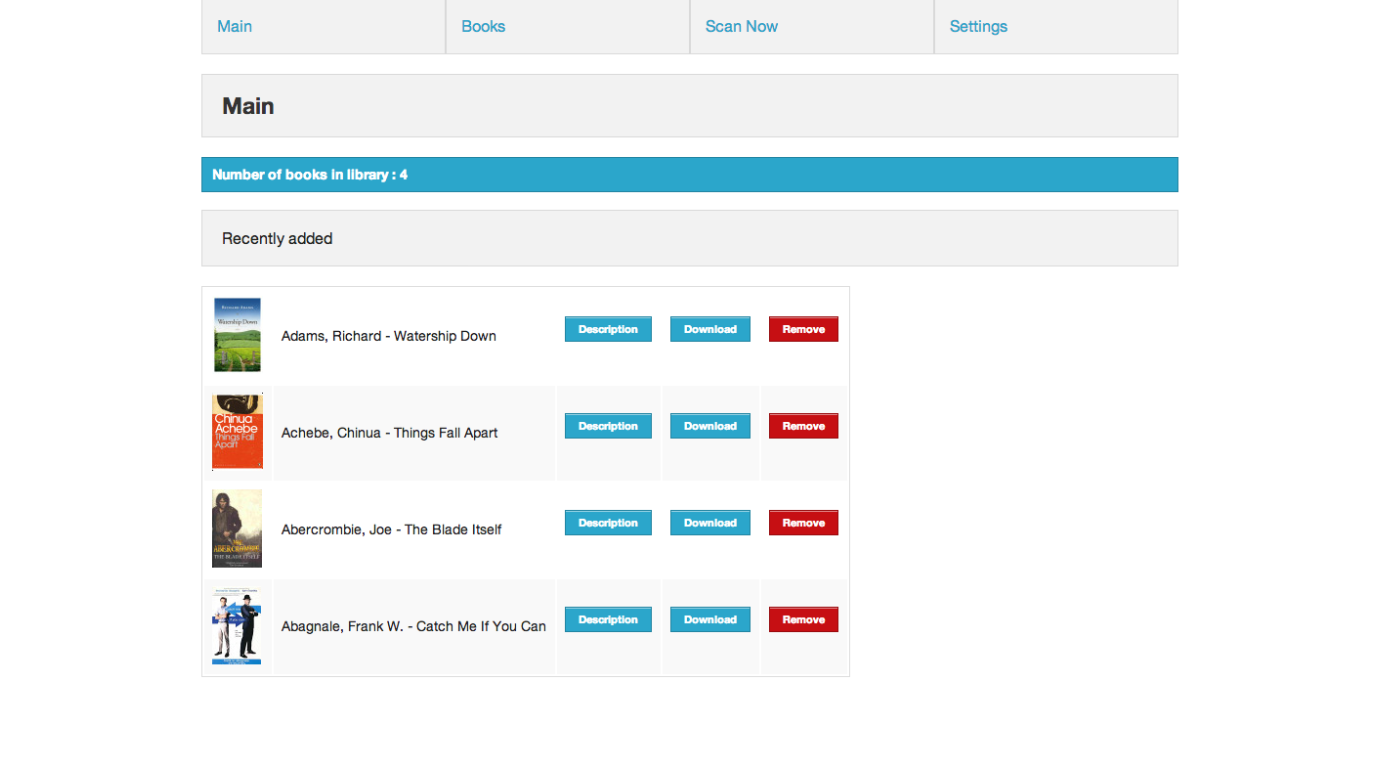 Main Books Scan Now Settings
Main
Number of books in library : 4
Recently added
Watership Down
Adams, Richard - Watership Down Description Download Remove
Chinua
Achebe
Things Fall
Apart
Achebe, Chinua - Things Fall Apart Description Download Remove
ABERCROMBIE
THE BLADE ITSELF
Abercrombie, Joe - The Blade Itself Description Download Remove
Abagnale, Frank W. - Catch Me If You Can Description Download Remove